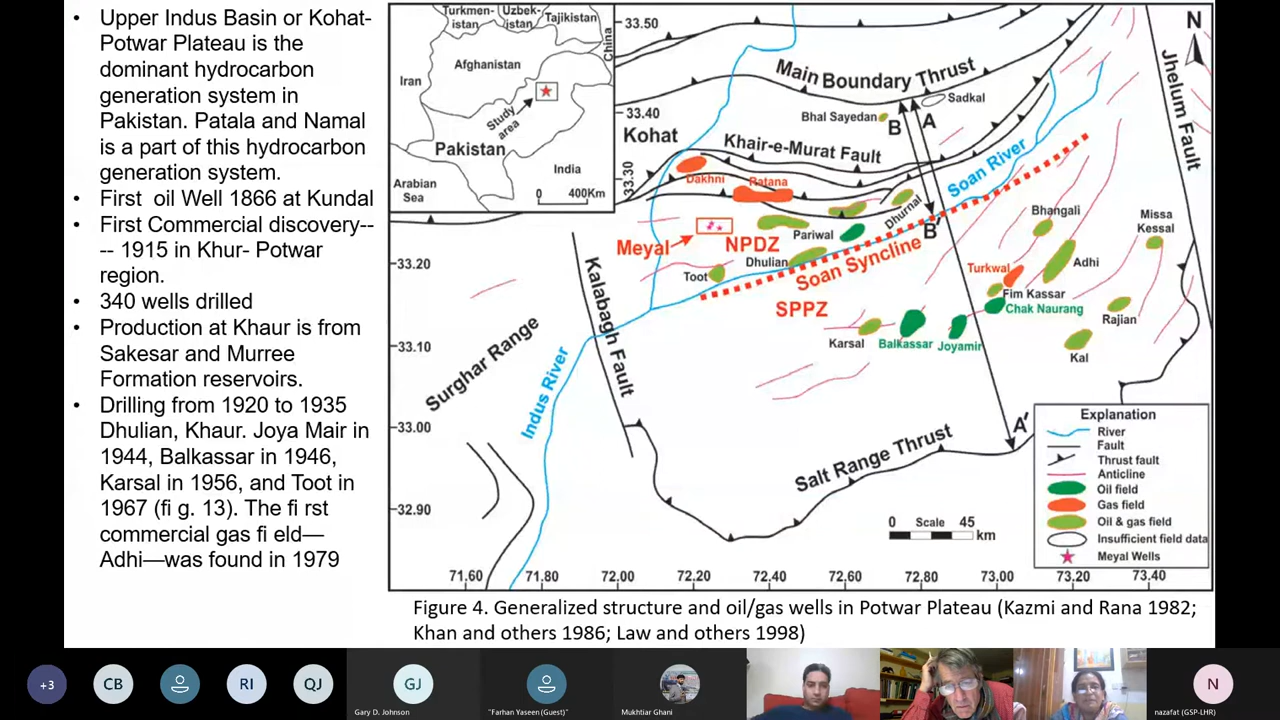 • Upper Indus Basin or Kohat-
Potwar Plateau is the
dominant hydrocarbon
generation system in
Pakistan. Patala and Namal
is a part of this hydrocarbon
generation system.
• First  oil Well 1866 at Kundal
• First Commercial discovery--
-- 1915 in Khur- Potwar
region.
• 340 wells drilled
• Production at Khaur is from
Sakesar and Murree
Formation reservoirs.
• Drilling from 1920 to 1935
Dhulian, Khaur. Joya Mair in
1944, Balkassar in 1946,
Karsal in 1956, and Toot in
1967 (fi g. 13). The fi rst
commercial gas fi eld—
Adhi—was found in 1979
Turkmen-
istan
Uzbek-
istan
Tajikistan
China
Iran
Afghanistan
Study
area
Pakistan
India
Arabian
Sea
0 400Km
33.50
33.40
33.30
33.20
33.10
33.00
32.90
N
Main Boundary Thrust
Sadkal
Bhal Sayedan
B
A
Jhelum Fault
Kohat
Khair-e-Murat Fault
Soan River
Dakhni
Ratana
Dhurnal
B'
Bhangali
Missa
Kessal
Meyal
NPDZ
Pariwal
Toot
Dhulian
Soan Syncline
Turkwal
Adhi
Fim Kassar
Chak Naurang
Rajian
SPPZ
Karsal
Balkassar
Joyamir
Kal
Kalabagh Fault
Surghar Range
Indus River
Salt Range Thrust
A'
0 Scale 45
km
Explanation
River
Fault
Thrust fault
Anticline
Oil field
Gas field
Oil & gas field
Insufficient field data
Meyal Wells
71.60 71.80 72.00 72.20 72.40 72.60 72.80 73.00 73.20 73.40
Figure 4. Generalized structure and oil/gas wells in Potwar Plateau (Kazmi and Rana 1982;
Khan and others 1986; Law and others 1998)
+3
CB
RI
QJ
GJ
Gary D. Johnson
"Farhan Yaseen (Guest)"
Mukhtiar Ghani
N
nazafat (GSP-LHR)